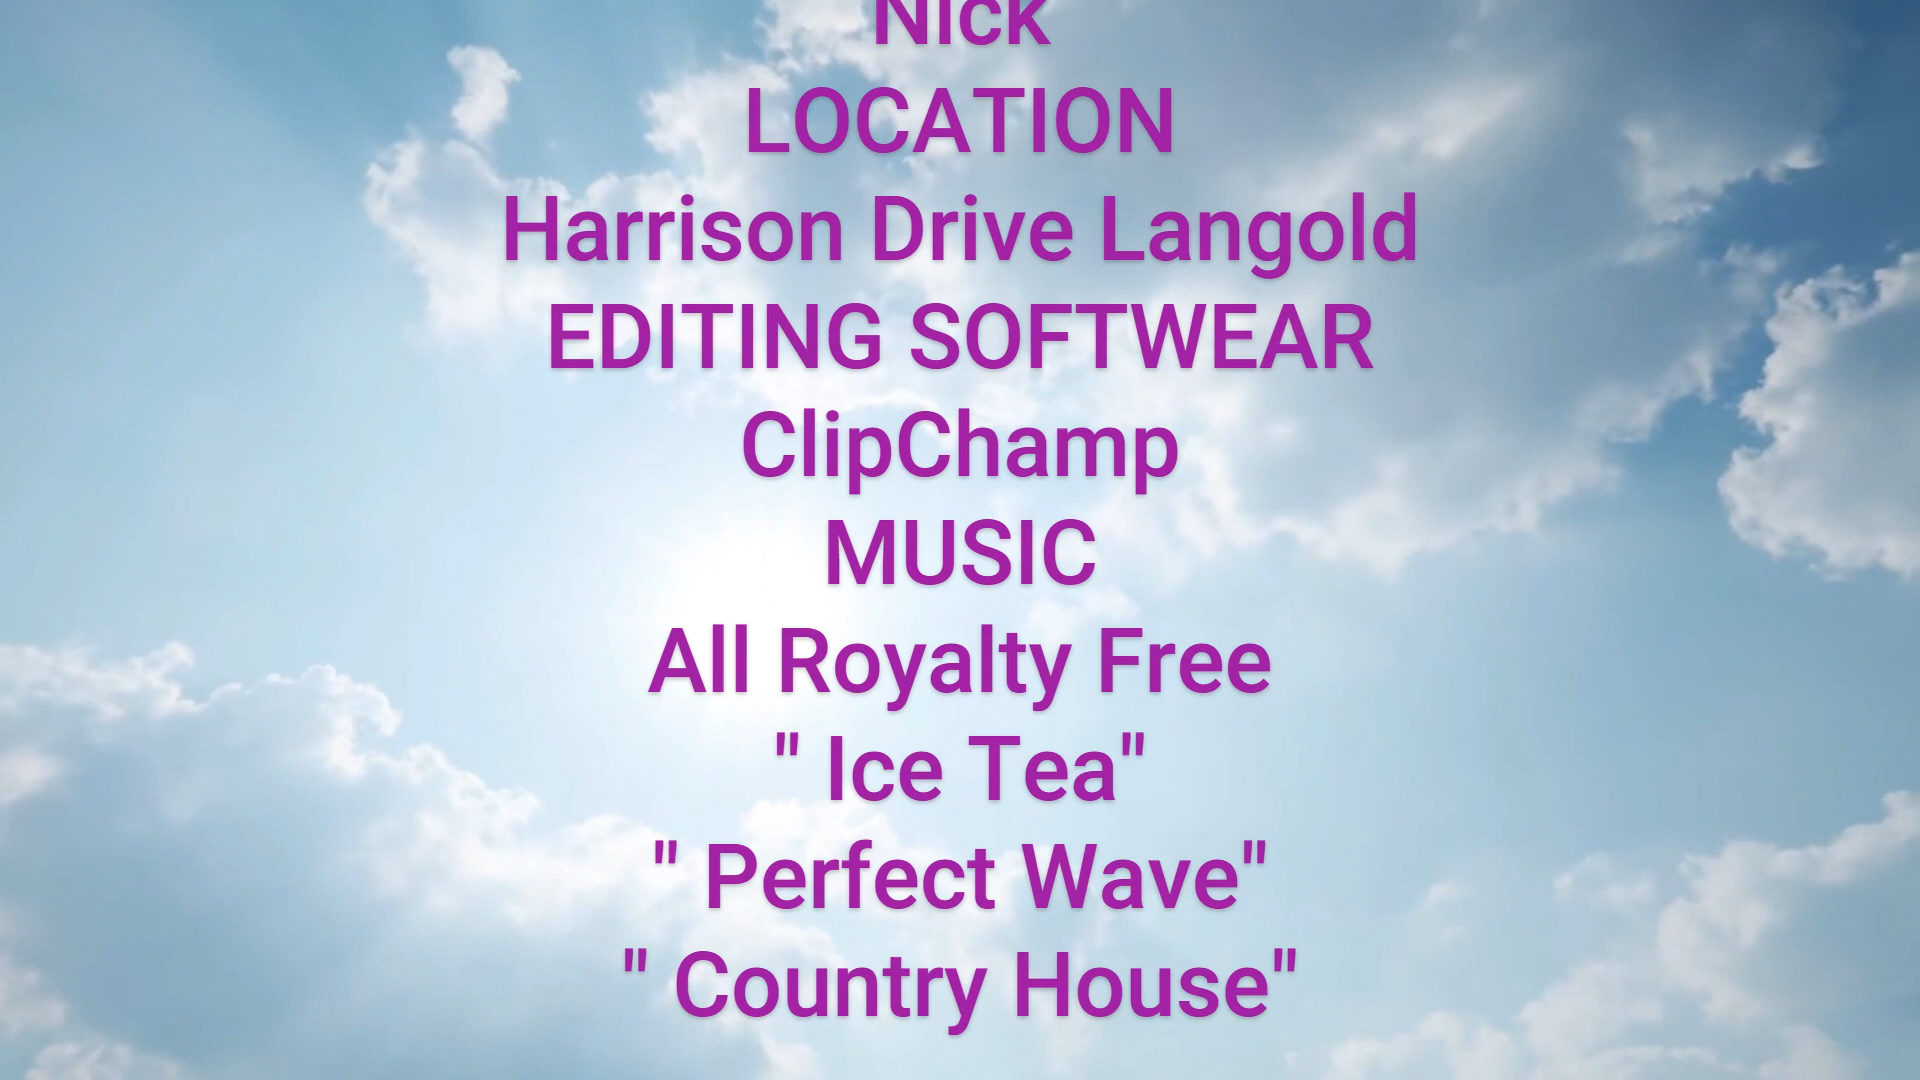 Nick
LOCATION
Harrison Drive Langold
EDITING SOFTWEAR
ClipChamp
MUSIC
All Royalty Free
" Ice Tea"
" Perfect Wave"
" Country House"